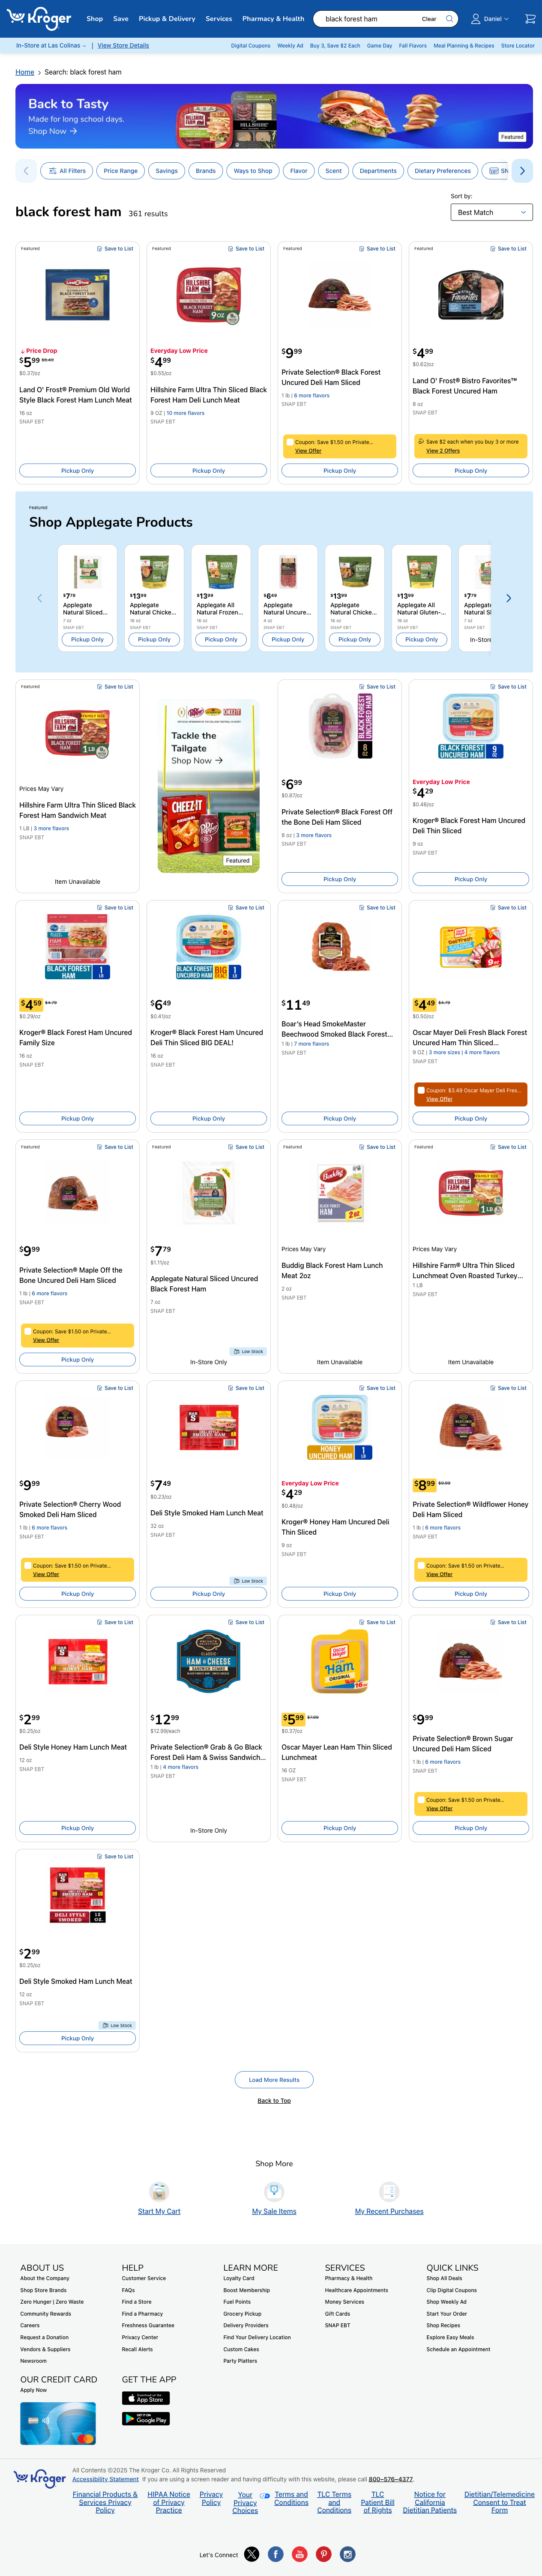 Kroger
Shop
Save
Pickup & Delivery
Services
Pharmacy & Health
black forest ham
Clear
Daniel
In-Store at Las Colinas –
View Store Details
Digital Coupons
Weekly Ad
Buy 3, Save $2 Each
Game Day
Fall Flavors
Meal Planning & Recipes
Store Locator
Home > Search: black forest ham
Back to Tasty
Made for long school days.
Shop Now →
Featured
All Filters
Price Range
Savings
Brands
Ways to Shop
Flavor
Scent
Departments
Dietary Preferences
Sort by:
black forest ham 361 results
Best Match
Featured
Save to List
Price Drop
$5.99 $6.49
$0.37/oz
Land O' Frost® Premium Old World
Style Black Forest Ham Lunch Meat
16 oz
SNAP EBT
Pickup Only
Featured
Save to List
Everyday Low Price
$4.99
$0.55/oz
Hillshire Farm Ultra Thin Sliced Black
Forest Ham Deli Lunch Meat
9 OZ | 10 more flavors
SNAP EBT
Pickup Only
Featured
Save to List
$9.99
Private Selection® Black Forest
Uncured Deli Ham Sliced
1 lb | 6 more flavors
SNAP EBT
Coupon: Save $1.50 on Private...
View Offer
Pickup Only
Featured
Save to List
$4.99
$0.62/oz
Land O' Frost® Bistro Favorites™
Black Forest Uncured Ham
8 oz
SNAP EBT
Save $2 each when you buy 3 or more
View 2 Offers
Pickup Only
Featured
Shop Applegate Products
$7.79
Applegate
Natural Sliced...
7 oz
SNAP EBT
Pickup Only
$13.99
Applegate
Natural Chicke...
16 oz
SNAP EBT
Pickup Only
$13.99
Applegate All
Natural Frozen...
16 oz
SNAP EBT
Pickup Only
$6.49
Applegate
Natural Uncure...
4 oz
SNAP EBT
Pickup Only
$13.99
Applegate
Natural Chicke...
16 oz
SNAP EBT
Pickup Only
$13.99
Applegate All
Natural Gluten-...
16 oz
SNAP EBT
Pickup Only
$7.79
Applegate
Natural Sl
7 oz
SNAP EBT
In-Store
Featured
Save to List
Prices May Vary
Hillshire Farm Ultra Thin Sliced Black
Forest Ham Sandwich Meat
1 LB | 3 more flavors
SNAP EBT
Item Unavailable
Tackle the
Tailgate
Shop Now →
CHEEZ-IT
Featured
Save to List
BLACK FOREST
UNCURED HAM
8 OZ
$6.99
$0.87/oz
Private Selection® Black Forest Off
the Bone Deli Ham Sliced
8 oz | 3 more flavors
SNAP EBT
Pickup Only
Save to List
BLACK FOREST
UNCURED HAM
9 OZ
Everyday Low Price
$4.29
$0.48/oz
Kroger® Black Forest Ham Uncured
Deli Thin Sliced
9 oz
SNAP EBT
Pickup Only
Save to List
BLACK FOREST
HAM
1 LB
$4.59 $4.79
$0.29/oz
Kroger® Black Forest Ham Uncured
Family Size
16 oz
SNAP EBT
Pickup Only
Save to List
BLACK FOREST
UNCURED HAM
BIG DEAL!
1 LB
$6.49
$0.41/oz
Kroger® Black Forest Ham Uncured
Deli Thin Sliced BIG DEAL!
16 oz
SNAP EBT
Pickup Only
Save to List
$11.49
Boar's Head SmokeMaster
Beechwood Smoked Black Forest...
1 lb | 7 more flavors
SNAP EBT
Pickup Only
Save to List
$4.49 $4.79
$0.50/oz
Oscar Mayer Deli Fresh Black Forest
Uncured Ham Thin Sliced...
9 OZ | 3 more sizes | 4 more flavors
SNAP EBT
Coupon: $3.49 Oscar Mayer Deli Fres...
View Offer
Pickup Only
Featured
Save to List
$9.99
Private Selection® Maple Off the
Bone Uncured Deli Ham Sliced
1 lb | 6 more flavors
SNAP EBT
Coupon: Save $1.50 on Private...
View Offer
Pickup Only
Featured
Save to List
$7.79
$1.11/oz
Applegate Natural Sliced Uncured
Black Forest Ham
7 oz
SNAP EBT
Low Stock
In-Store Only
Featured
Save to List
Buddig
HAM
2 oz
Prices May Vary
Buddig Black Forest Ham Lunch
Meat 2oz
2 oz
SNAP EBT
Item Unavailable
Featured
Save to List
Prices May Vary
Hillshire Farm® Ultra Thin Sliced
Lunchmeat Oven Roasted Turkey...
1 LB
SNAP EBT
Item Unavailable
Save to List
$9.99
Private Selection® Cherry Wood
Smoked Deli Ham Sliced
1 lb | 6 more flavors
SNAP EBT
Coupon: Save $1.50 on Private...
View Offer
Pickup Only
Save to List
$7.49
$0.23/oz
Deli Style Smoked Ham Lunch Meat
32 oz
SNAP EBT
Low Stock
Pickup Only
Save to List
HONEY
UNCURED HAM
1 LB
Everyday Low Price
$4.29
$0.48/oz
Kroger® Honey Ham Uncured Deli
Thin Sliced
9 oz
SNAP EBT
Pickup Only
Save to List
$8.99 $9.99
Private Selection® Wildflower Honey
Deli Ham Sliced
1 lb | 6 more flavors
SNAP EBT
Coupon: Save $1.50 on Private...
View Offer
Pickup Only
Save to List
$2.99
$0.25/oz
Deli Style Honey Ham Lunch Meat
12 oz
SNAP EBT
Pickup Only
Save to List
CLASSIC
HAM & CHEESE
$12.99
$12.99/each
Private Selection® Grab & Go Black
Forest Deli Ham & Swiss Sandwich...
1 lb | 4 more flavors
SNAP EBT
In-Store Only
Save to List
$5.99 $7.99
$0.37/oz
Oscar Mayer Lean Ham Thin Sliced
Lunchmeat
16 OZ
SNAP EBT
Pickup Only
Save to List
$9.99
Private Selection® Brown Sugar
Uncured Deli Ham Sliced
1 lb | 6 more flavors
SNAP EBT
Coupon: Save $1.50 on Private...
View Offer
Pickup Only
Save to List
DELI STYLE
SMOKED
12 OZ.
$2.99
$0.25/oz
Deli Style Smoked Ham Lunch Meat
12 oz
SNAP EBT
Low Stock
Pickup Only
Load More Results
Back to Top
Shop More
Start My Cart
My Sale Items
My Recent Purchases
ABOUT US
About the Company
Shop Store Brands
Zero Hunger | Zero Waste
Community Rewards
Careers
Request a Donation
Vendors & Suppliers
Newsroom
HELP
Customer Service
FAQs
Find a Store
Find a Pharmacy
Freshness Guarantee
Privacy Center
Recall Alerts
LEARN MORE
Loyalty Card
Boost Membership
Fuel Points
Grocery Pickup
Delivery Providers
Find Your Delivery Location
Custom Cakes
Party Platters
SERVICES
Pharmacy & Health
Healthcare Appointments
Money Services
Gift Cards
SNAP EBT
QUICK LINKS
Shop All Deals
Clip Digital Coupons
Shop Weekly Ad
Start Your Order
Shop Recipes
Explore Easy Meals
Schedule an Appointment
OUR CREDIT CARD
Apply Now
GET THE APP
App Store
Google Play
Kroger
All Contents ©2025 The Kroger Co. All Rights Reserved
Accessibility Statement If you are using a screen reader and having difficulty with this website, please call 800-576-4377.
Financial Products &
Services Privacy
Policy
HIPAA Notice
of Privacy
Practice
Privacy
Policy
Your
Privacy
Choices
Terms and
Conditions
TLC Terms
and
Conditions
TLC
Patient Bill
of Rights
Notice for
California
Dietitian Patients
Dietitian/Telemedicine
Consent to Treat
Form
Let's Connect